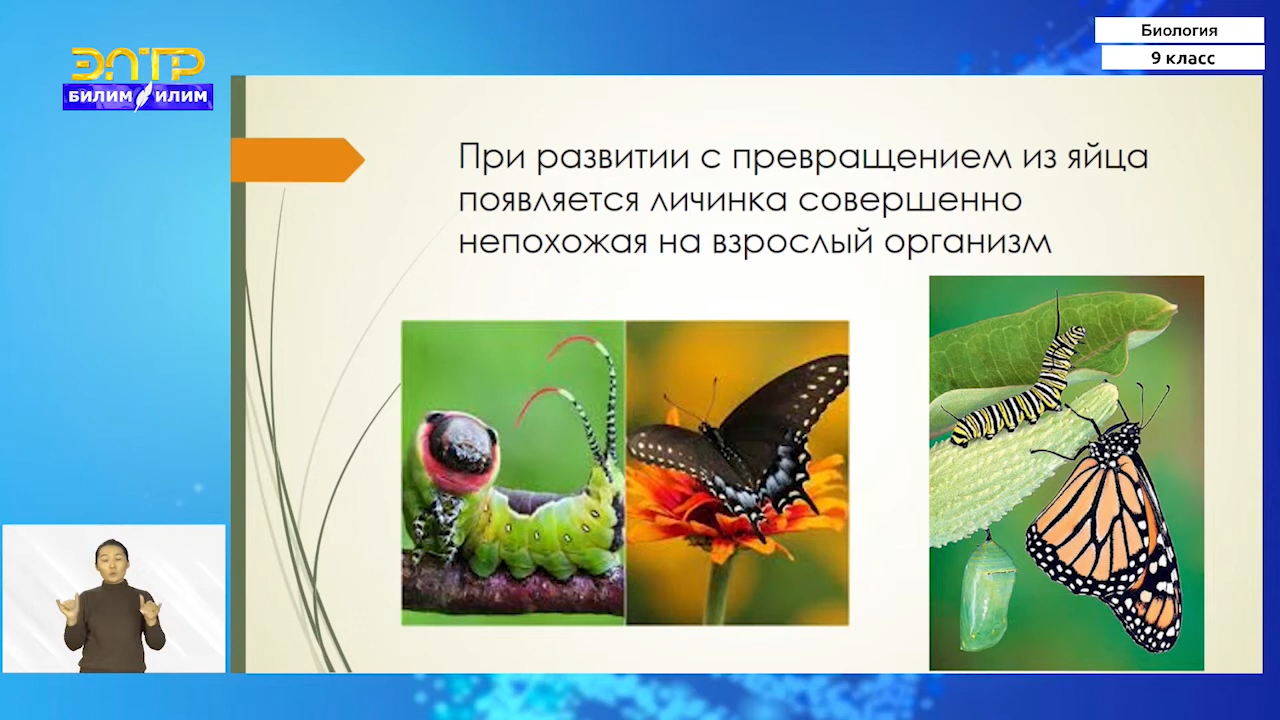 ЭЛТР
БИЛИМ ИЛИМ
Биология
9 класс
При развитии с превращением из яйца
появляется личинка совершенно
непохожая на взрослый организм